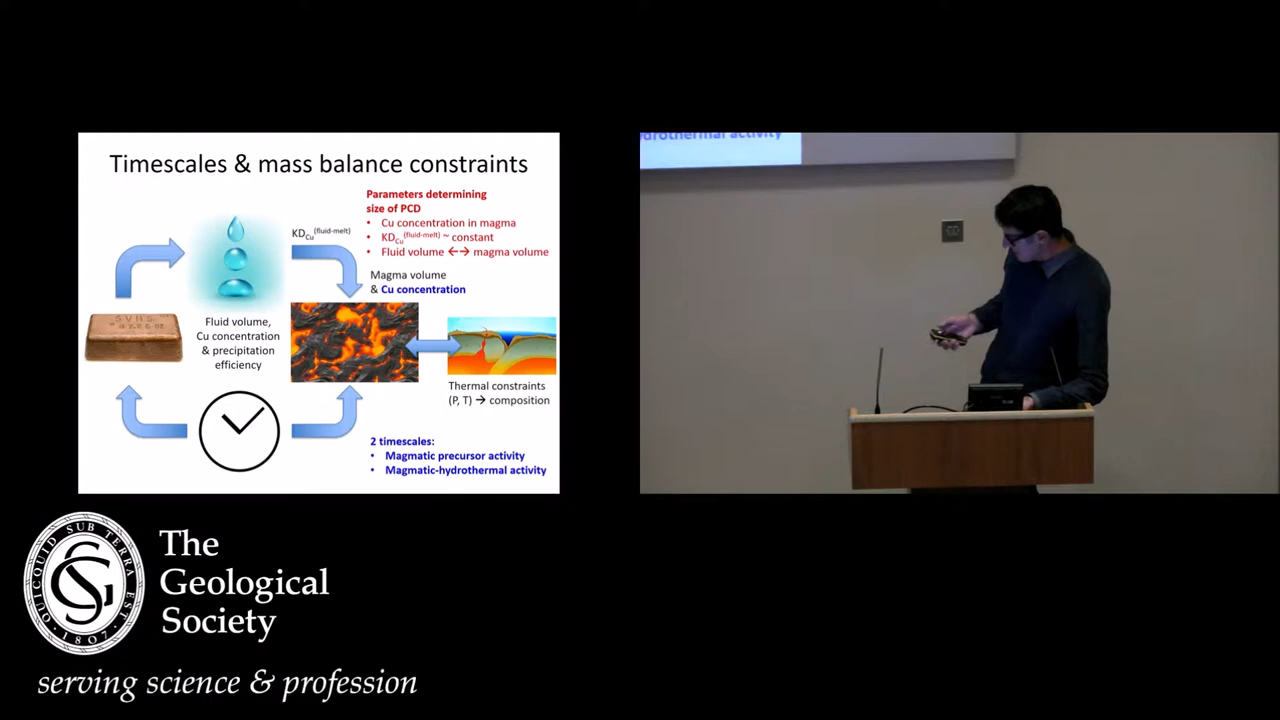 Timescales & mass balance constraints
Parameters determining
size of PCD
• Cu concentration in magma
• KDCu(fluid-melt) ~ constant
• Fluid volume ←→ magma volume
KDCu(fluid-melt)
Magma volume
& Cu concentration
Fluid volume,
Cu concentration
& precipitation
efficiency
Thermal constraints
(P, T) → composition
2 timescales:
• Magmatic precursor activity
• Magmatic-hydrothermal activity
drothermal activity
QUICQUID SUB TERRA EST
GS
1807
The
Geological
Society
serving science & profession